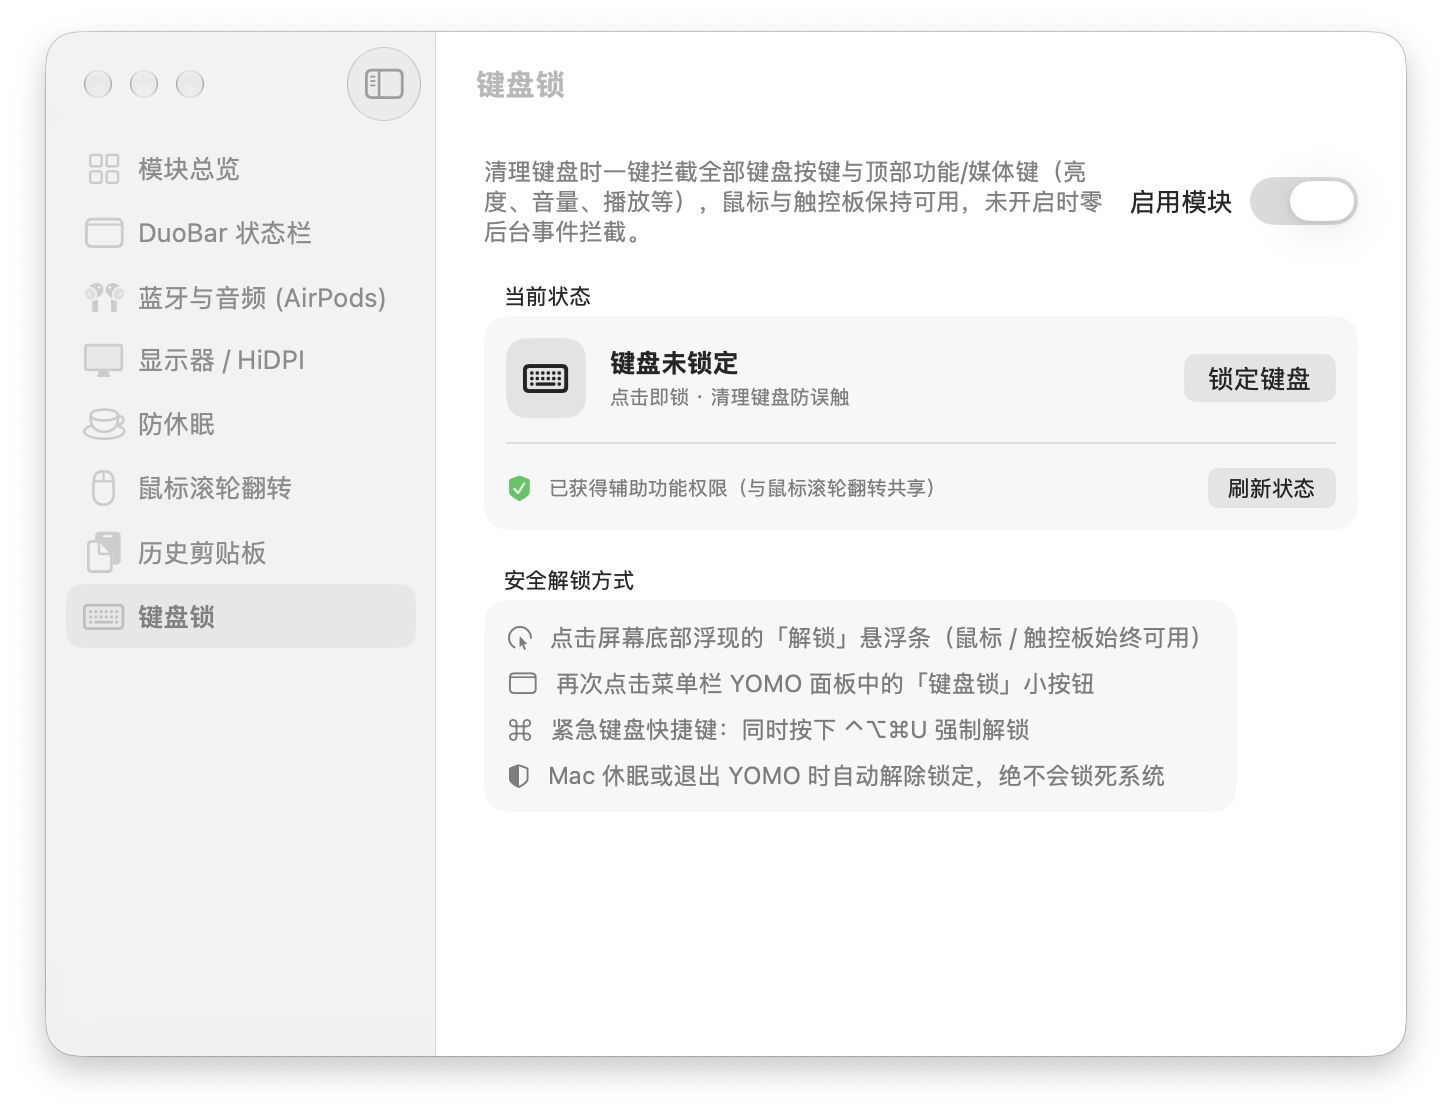 键盘锁
模块总览
DuoBar 状态栏
蓝牙与音频 (AirPods)
显示器 / HiDPI
防休眠
鼠标滚轮翻转
历史剪贴板
键盘锁
清理键盘时一键拦截全部键盘按键与顶部功能/媒体键（亮
度、音量、播放等），鼠标与触控板保持可用，未开启时零
后台事件拦截。
启用模块
当前状态
键盘未锁定
点击即锁 · 清理键盘防误触
锁定键盘
已获得辅助功能权限（与鼠标滚轮翻转共享）
刷新状态
安全解锁方式
点击屏幕底部浮现的「解锁」悬浮条（鼠标 / 触控板始终可用）
再次点击菜单栏 YOMO 面板中的「键盘锁」小按钮
紧急键盘快捷键：同时按下 ⌃⌥⌘U 强制解锁
Mac 休眠或退出 YOMO 时自动解除锁定，绝不会锁死系统